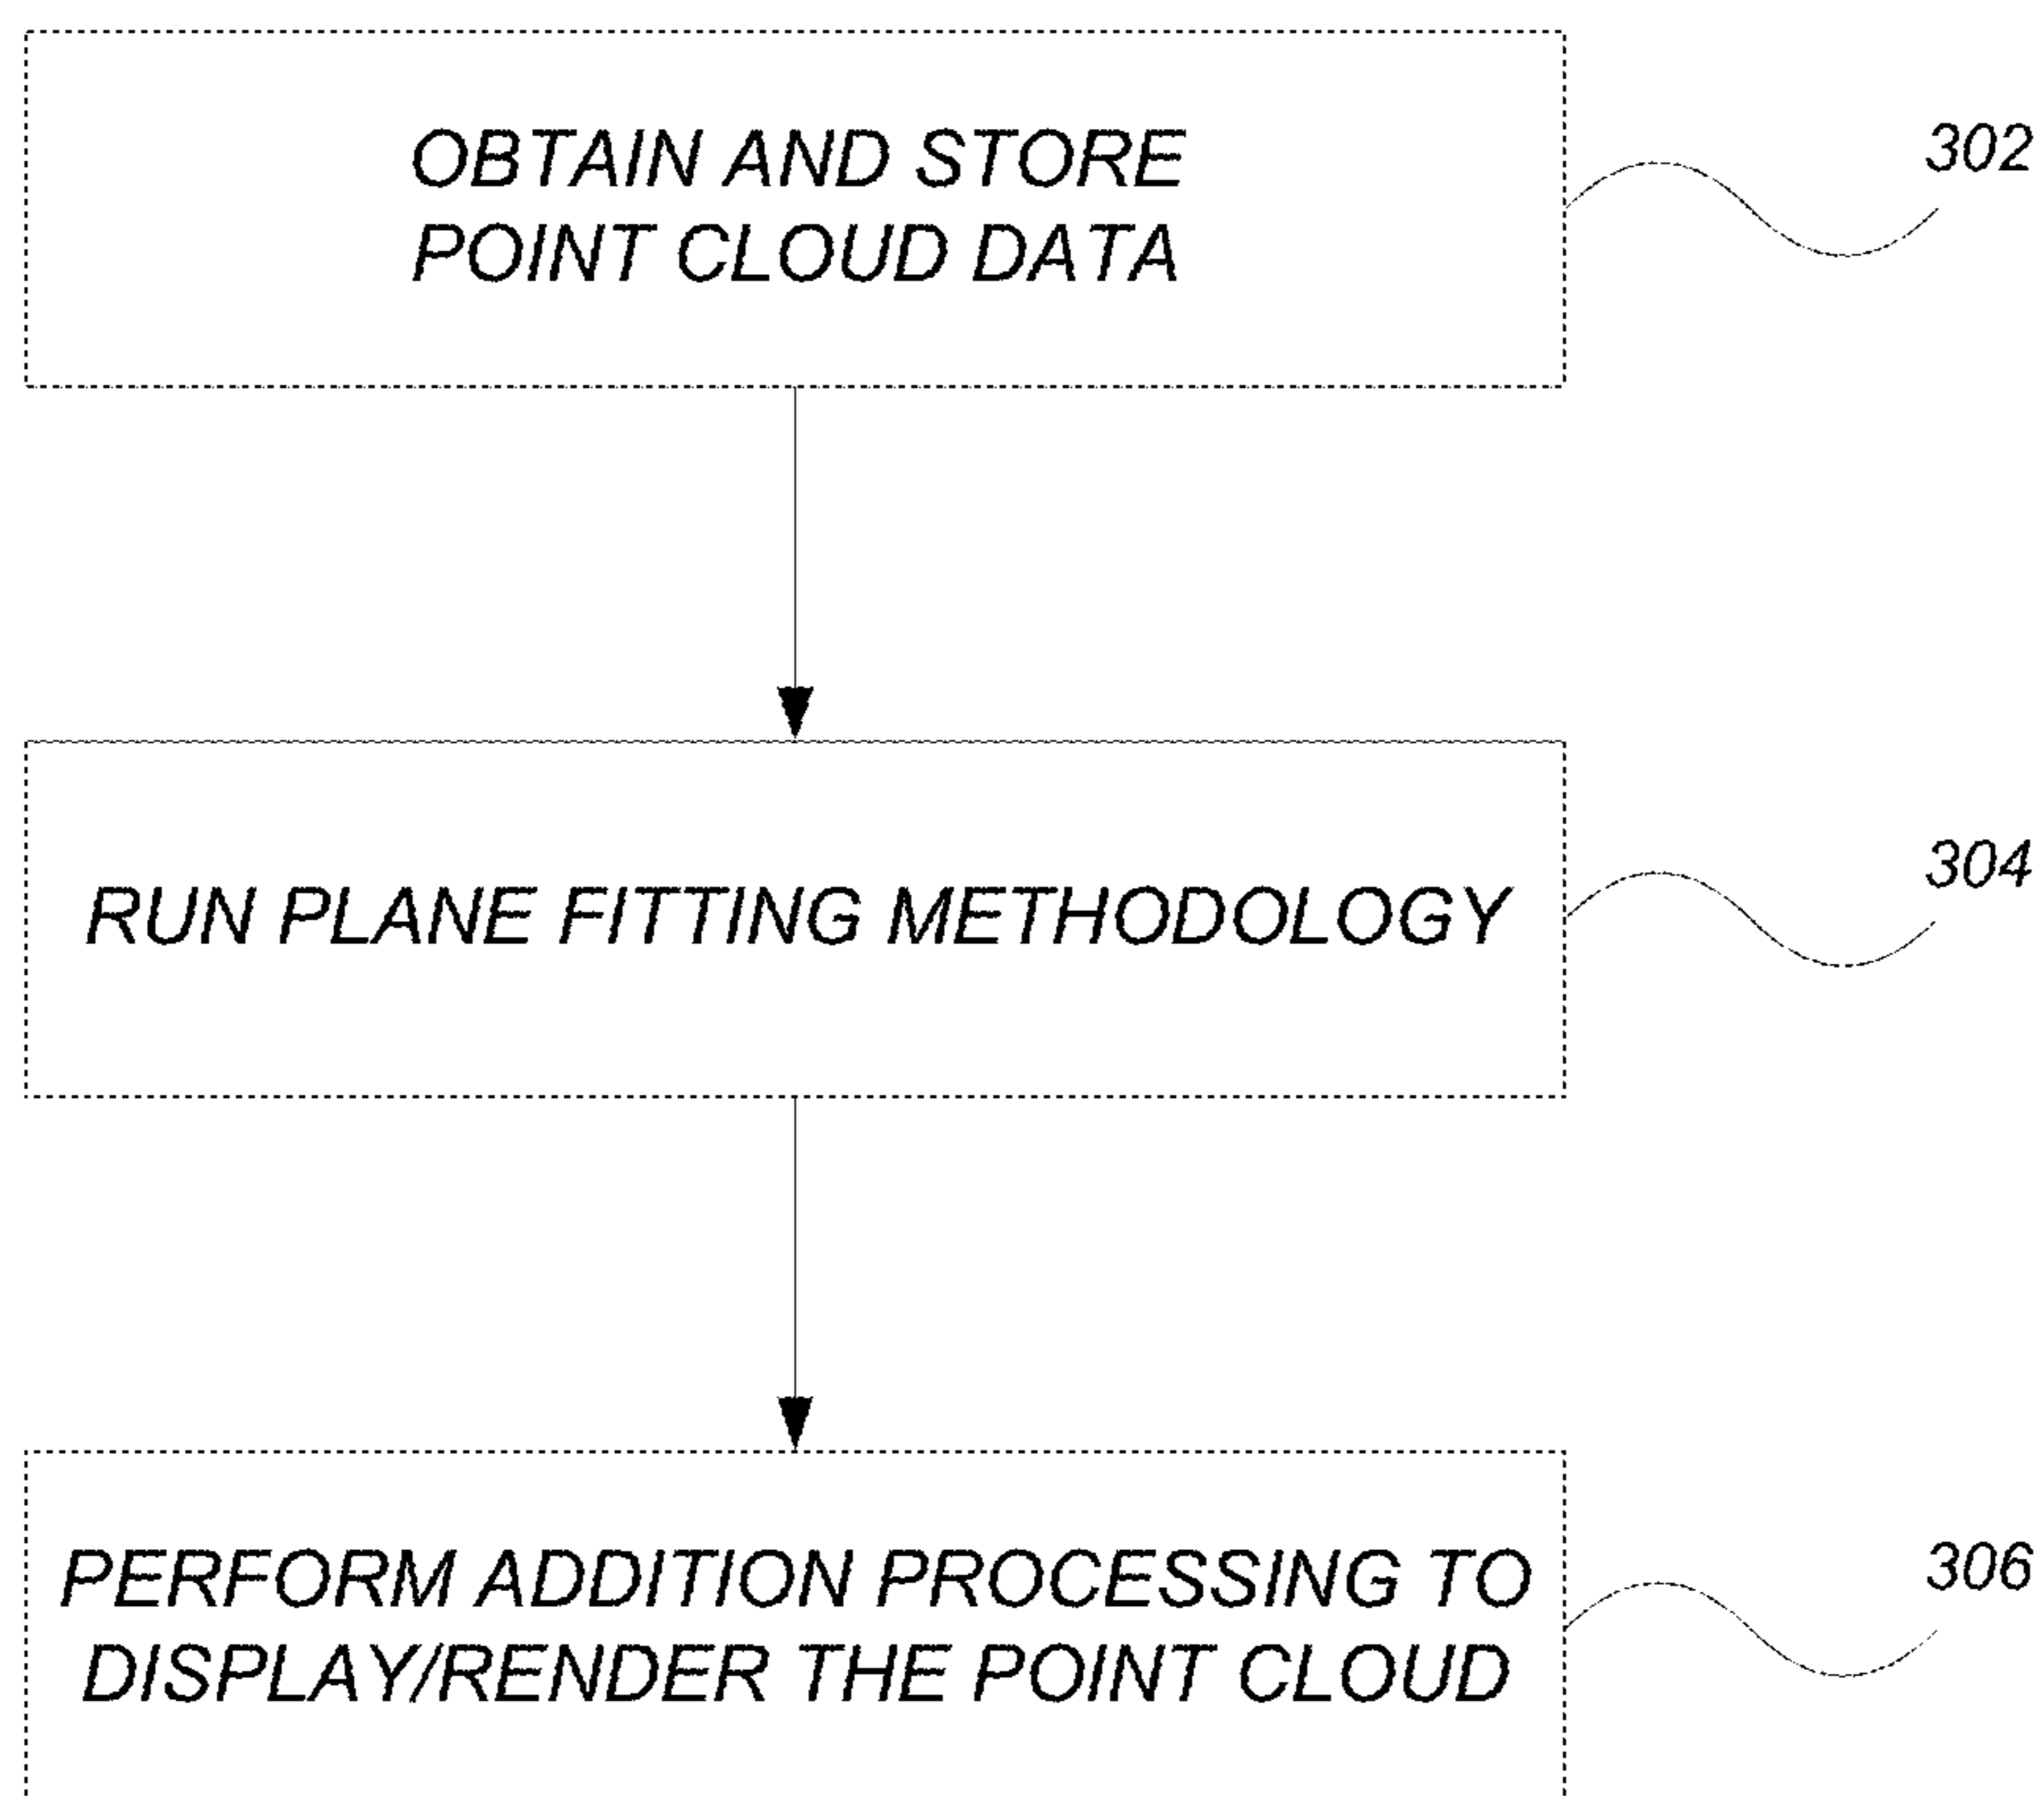 OBTAIN AND STORE
POINT CLOUD DATA
302
RUN PLANE FITTING METHODOLOGY
304
PERFORM ADDITION PROCESSING TO
DISPLAY/RENDER THE POINT CLOUD
306